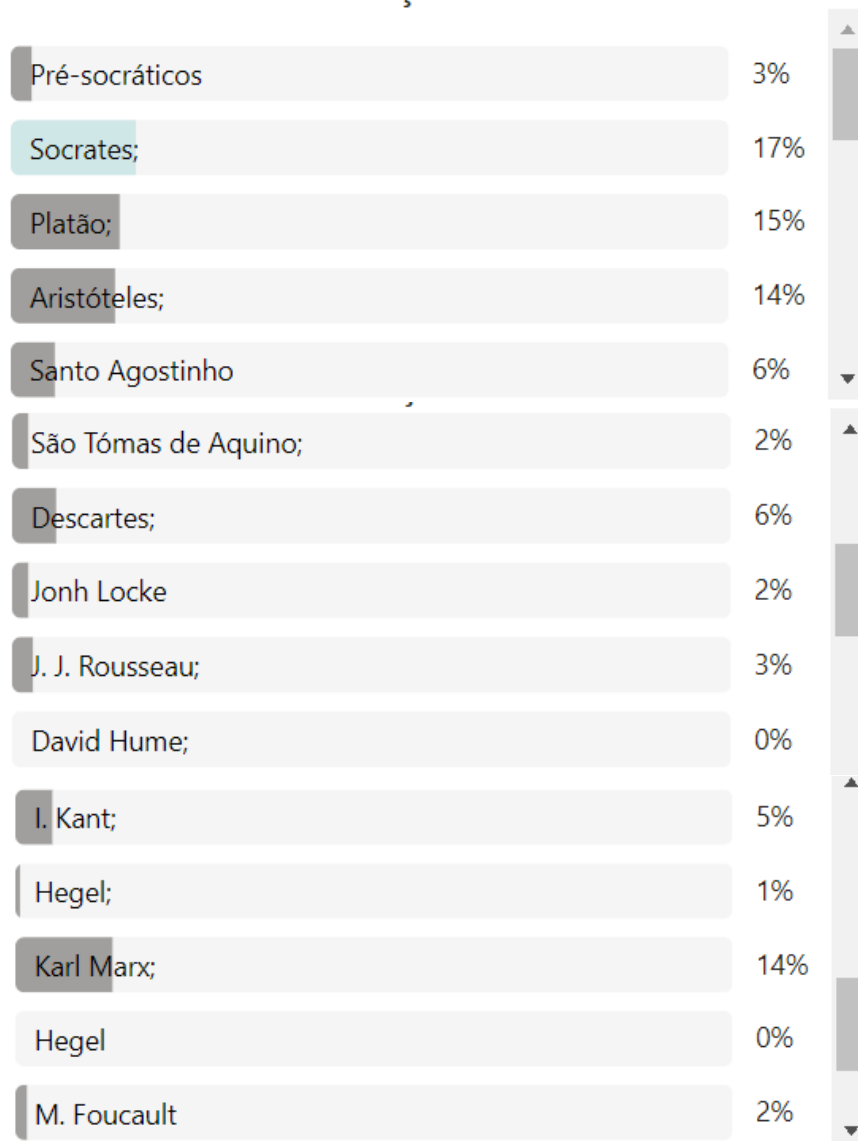 Pré-socráticos 3%
Socrates; 17%
Platão; 15%
Aristóteles; 14%
Santo Agostinho 6%
São Tómas de Aquino; 2%
Descartes; 6%
Jonh Locke 2%
J. J. Rousseau; 3%
David Hume; 0%
I. Kant; 5%
Hegel; 1%
Karl Marx; 14%
Hegel 0%
M. Foucault 2%